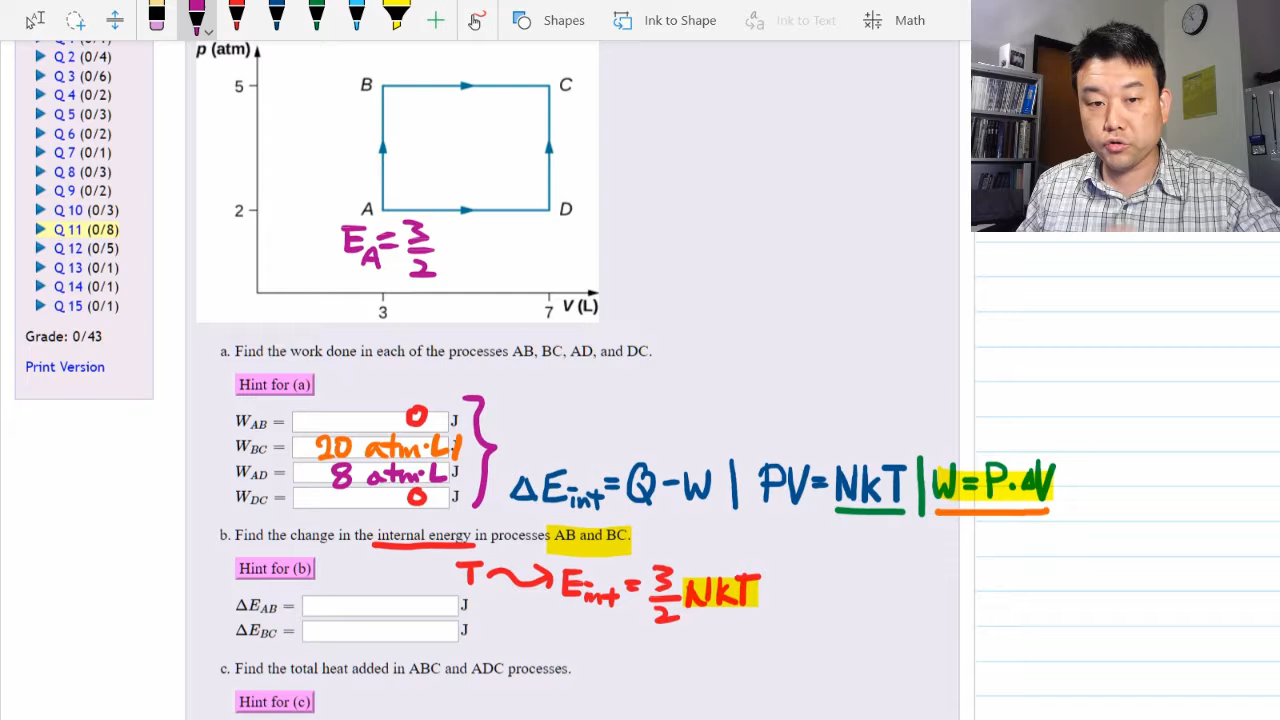 Shapes
Ink to Shape
Ink to Text
Math
Q 2 (0/4)
Q 3 (0/6)
Q 4 (0/2)
Q 5 (0/3)
Q 6 (0/2)
Q 7 (0/1)
Q 8 (0/3)
Q 9 (0/2)
Q 10 (0/3)
Q 11 (0/8)
Q 12 (0/5)
Q 13 (0/1)
Q 14 (0/1)
Q 15 (0/1)
Grade: 0/43
Print Version
p (atm)
5
B
C
2
A
D
E_A = 3/2
3
7
V (L)
a. Find the work done in each of the processes AB, BC, AD, and DC.
Hint for (a)
W_AB = 0 J
W_BC = 20 atm·L J
W_AD = 8 atm·L J
W_DC = 0 J
ΔE_int = Q - W | PV = NkT | W = P·ΔV
b. Find the change in the internal energy in processes AB and BC.
Hint for (b)
T → E_int = 3/2 NkT
ΔE_AB = J
ΔE_BC = J
c. Find the total heat added in ABC and ADC processes.
Hint for (c)